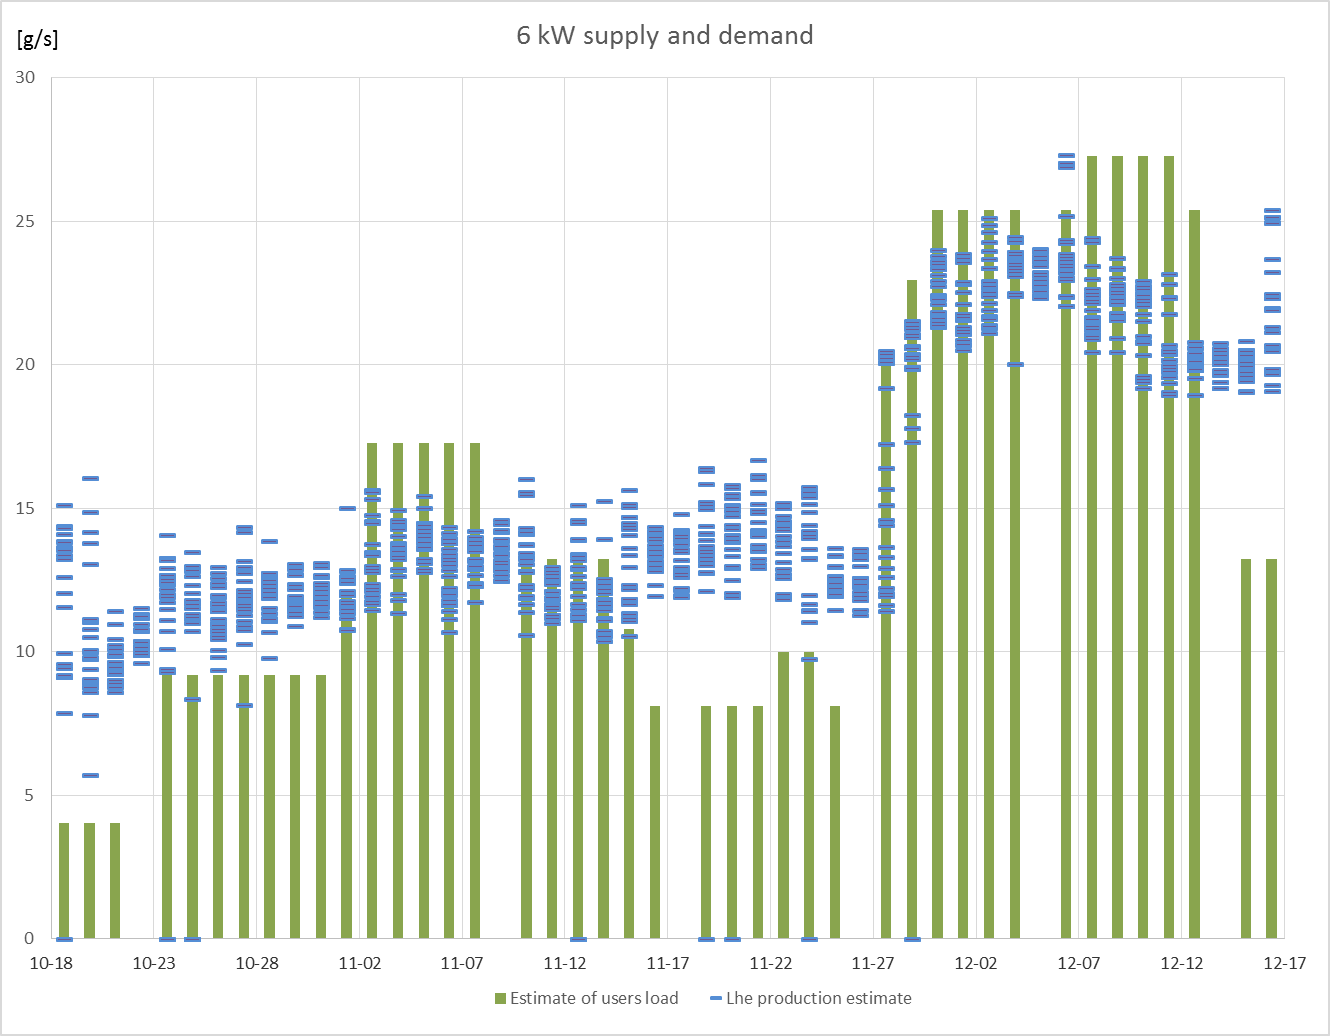 6 kW supply and demand
[g/s]
30
25
20
15
10
5
0
10-18 10-23 10-28 11-02 11-07 11-12 11-17 11-22 11-27 12-02 12-07 12-12 12-17
Estimate of users load Lhe production estimate